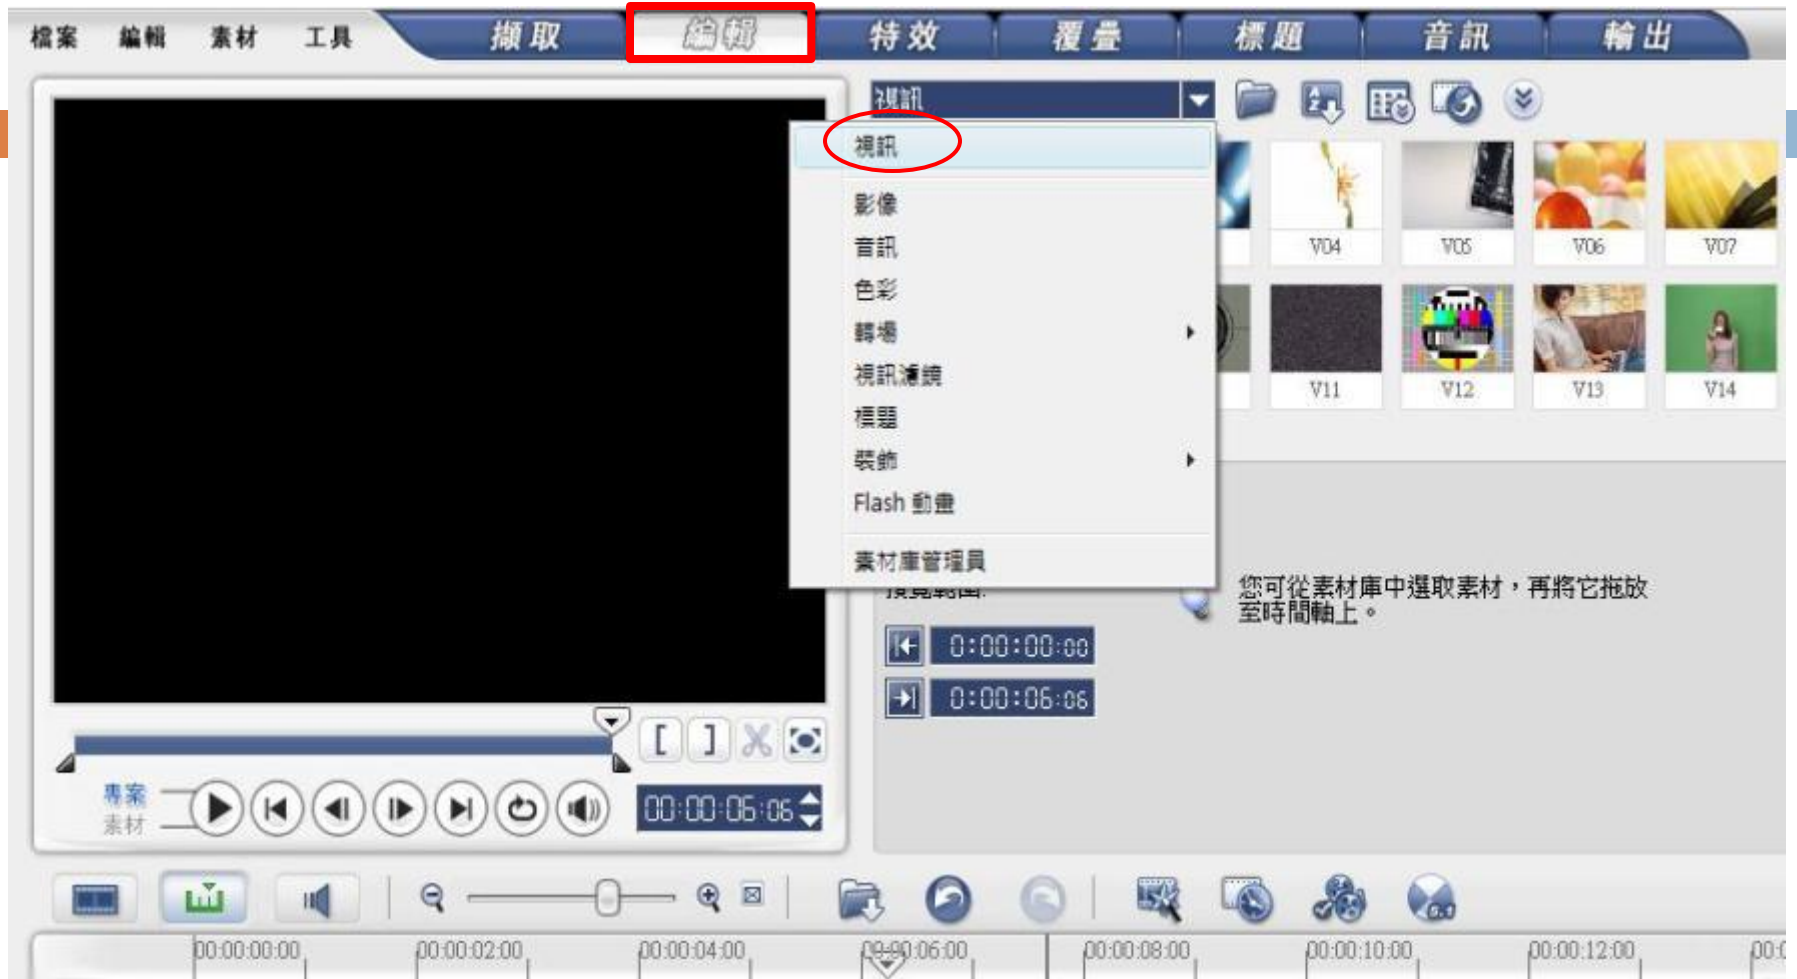 檔案 編輯 素材 工具 擷取 編輯 特效 覆疊 標題 音訊 輸出
視訊
視訊
影像
音訊
色彩
轉場
視訊濾鏡
標題
裝飾
Flash 動畫
素材庫管理員
V04 V05 V06 V07
V11 V12 V13 V14
預覽範圍:
您可從素材庫中選取素材，再將它拖放
至時間軸上。
0:00:00:00
0:00:06:06
[ ]
專案
素材
00:00:06:06
5.1
00:00:00:00 00:00:02:00 00:00:04:00 00:00:06:00 00:00:08:00 00:00:10:00 00:00:12:00